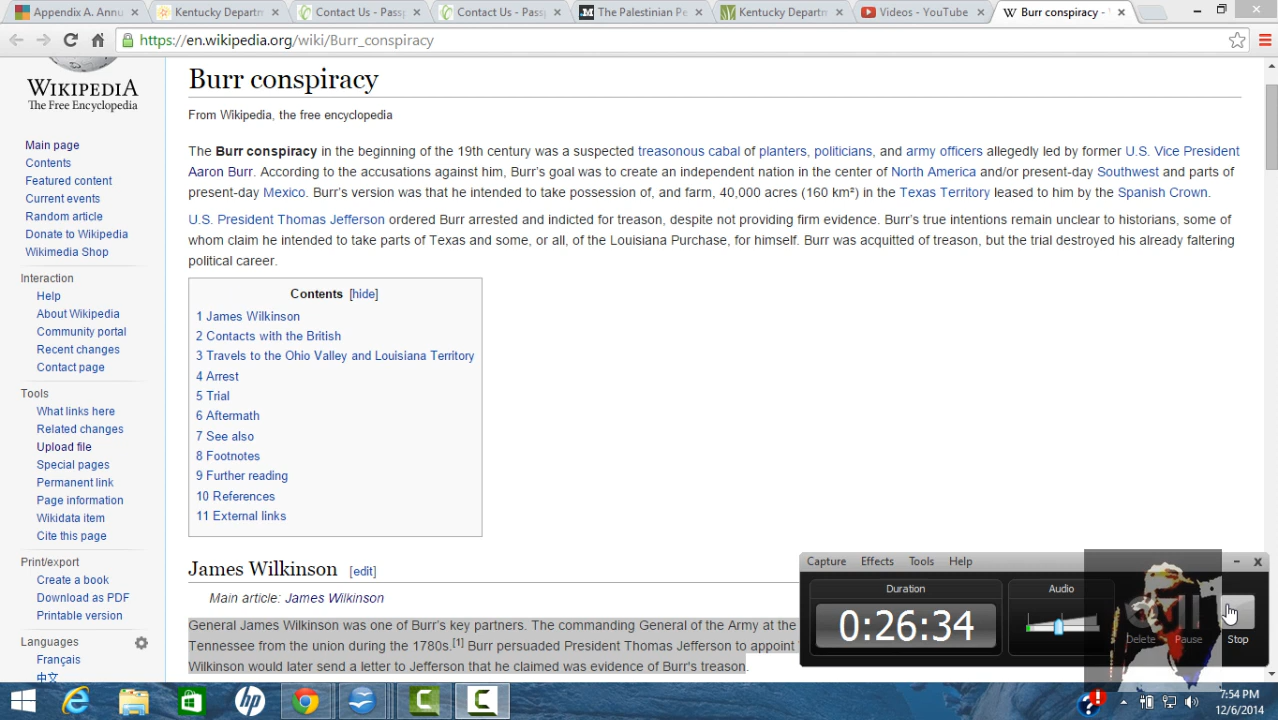 Appendix A. Annu
Kentucky Departm
Contact Us - Passp
Contact Us - Passp
The Palestinian Pe
Kentucky Departm
Videos - YouTube
Burr conspiracy -
https://en.wikipedia.org/wiki/Burr_conspiracy
WIKIPEDIA
The Free Encyclopedia
Main page
Contents
Featured content
Current events
Random article
Donate to Wikipedia
Wikimedia Shop
Interaction
Help
About Wikipedia
Community portal
Recent changes
Contact page
Tools
What links here
Related changes
Upload file
Special pages
Permanent link
Page information
Wikidata item
Cite this page
Print/export
Create a book
Download as PDF
Printable version
Languages
Français
中文
Burr conspiracy
From Wikipedia, the free encyclopedia
The Burr conspiracy in the beginning of the 19th century was a suspected treasonous cabal of planters, politicians, and army officers allegedly led by former U.S. Vice President
Aaron Burr. According to the accusations against him, Burr's goal was to create an independent nation in the center of North America and/or present-day Southwest and parts of
present-day Mexico. Burr's version was that he intended to take possession of, and farm, 40,000 acres (160 km²) in the Texas Territory leased to him by the Spanish Crown.
U.S. President Thomas Jefferson ordered Burr arrested and indicted for treason, despite not providing firm evidence. Burr's true intentions remain unclear to historians, some of
whom claim he intended to take parts of Texas and some, or all, of the Louisiana Purchase, for himself. Burr was acquitted of treason, but the trial destroyed his already faltering
political career.
Contents [hide]
1 James Wilkinson
2 Contacts with the British
3 Travels to the Ohio Valley and Louisiana Territory
4 Arrest
5 Trial
6 Aftermath
7 See also
8 Footnotes
9 Further reading
10 References
11 External links
James Wilkinson [edit]
Main article: James Wilkinson
General James Wilkinson was one of Burr's key partners. The commanding General of the Army at the
Tennessee from the union during the 1780s.[1] Burr persuaded President Thomas Jefferson to appoint
Wilkinson would later send a letter to Jefferson that he claimed was evidence of Burr's treason.
Capture Effects Tools Help
Duration
0:26:34
Audio
Delete Pause Stop
7:54 PM
12/6/2014